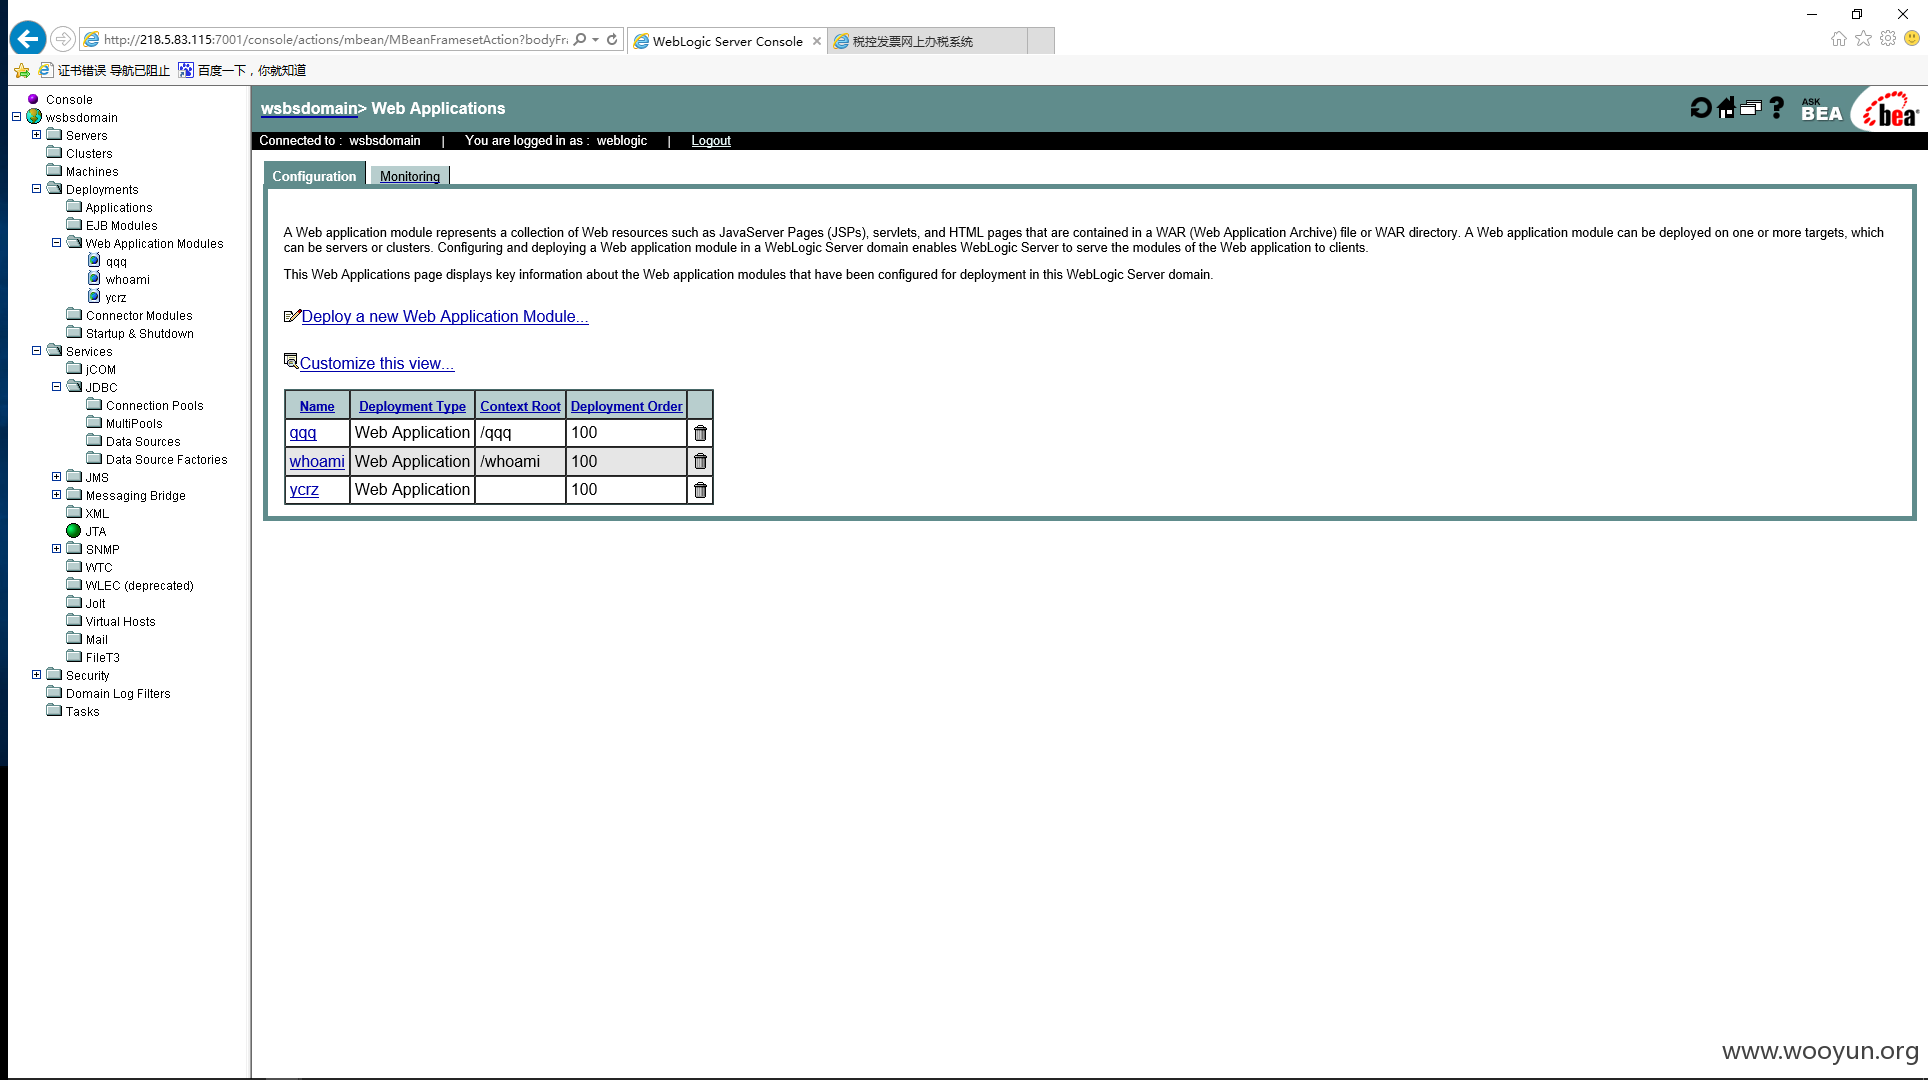 http://218.5.83.115:7001/console/actions/mbean/MBeanFramesetAction?bodyFra
WebLogic Server Console
税控发票网上办税系统
证书错误 导航已阻止
百度一下，你就知道
Console
wsbsdomain
Servers
Clusters
Machines
Deployments
Applications
EJB Modules
Web Application Modules
qqq
whoami
ycrz
Connector Modules
Startup & Shutdown
Services
jCOM
JDBC
Connection Pools
MultiPools
Data Sources
Data Source Factories
JMS
Messaging Bridge
XML
JTA
SNMP
WTC
WLEC (deprecated)
Jolt
Virtual Hosts
Mail
FileT3
Security
Domain Log Filters
Tasks
wsbsdomain> Web Applications
ASK BEA
bea
Connected to : wsbsdomain | You are logged in as : weblogic | Logout
Configuration Monitoring
A Web application module represents a collection of Web resources such as JavaServer Pages (JSPs), servlets, and HTML pages that are contained in a WAR (Web Application Archive) file or WAR directory. A Web application module can be deployed on one or more targets, which
can be servers or clusters. Configuring and deploying a Web application module in a WebLogic Server domain enables WebLogic Server to serve the modules of the Web application to clients.
This Web Applications page displays key information about the Web application modules that have been configured for deployment in this WebLogic Server domain.
Deploy a new Web Application Module...
Customize this view...
Name Deployment Type Context Root Deployment Order
qqq Web Application /qqq 100
whoami Web Application /whoami 100
ycrz Web Application 100
www.wooyun.org